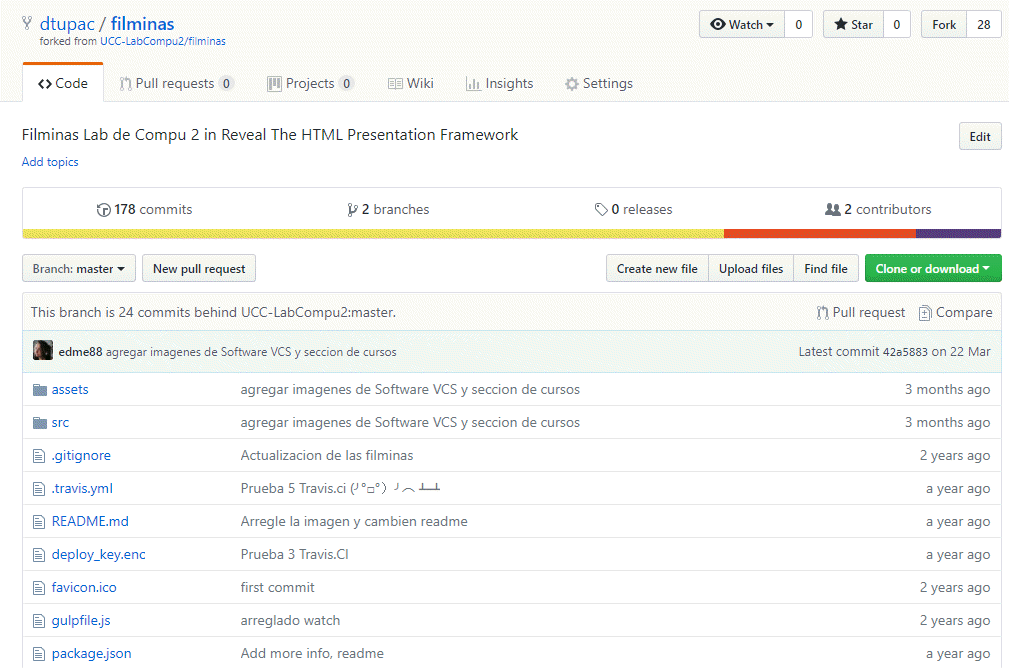 dtupac / filminas Watch 0 Star 0 Fork 28
forked from UCC-LabCompu2/filminas
Code Pull requests 0 Projects 0 Wiki Insights Settings
Filminas Lab de Compu 2 in Reveal The HTML Presentation Framework Edit
Add topics
178 commits 2 branches 0 releases 2 contributors
Branch: master New pull request Create new file Upload files Find file Clone or download
This branch is 24 commits behind UCC-LabCompu2:master. Pull request Compare
edme88 agregar imagenes de Software VCS y seccion de cursos Latest commit 42a5883 on 22 Mar
assets agregar imagenes de Software VCS y seccion de cursos 3 months ago
src agregar imagenes de Software VCS y seccion de cursos 3 months ago
.gitignore Actualizacion de las filminas 2 years ago
.travis.yml Prueba 5 Travis.ci (╯°□°）╯︵ ┻━┻ a year ago
README.md Arregle la imagen y cambien readme a year ago
deploy_key.enc Prueba 3 Travis.CI a year ago
favicon.ico first commit 2 years ago
gulpfile.js arreglado watch 2 years ago
package.json Add more info, readme a year ago